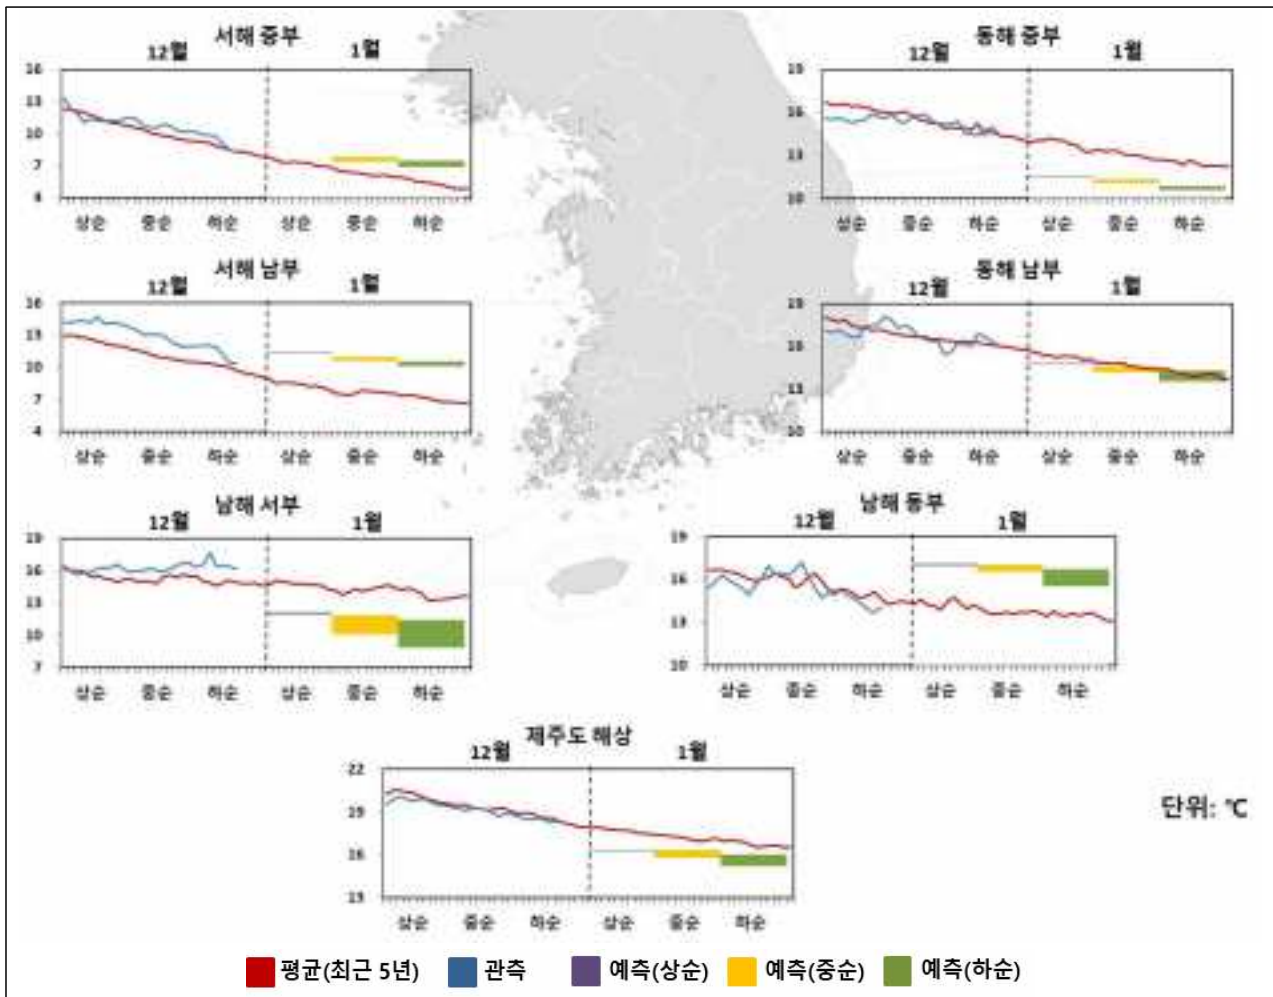 서해 중부
12월 1월
16
13
10
7
4
상순 중순 하순 상순 중순 하순
동해 중부
12월 1월
19
16
13
10
상순 중순 하순 상순 중순 하순
서해 남부
12월 1월
16
13
10
7
4
상순 중순 하순 상순 중순 하순
동해 남부
12월 1월
19
16
13
10
상순 중순 하순 상순 중순 하순
남해 서부
12월 1월
19
16
13
10
7
상순 중순 하순 상순 중순 하순
남해 동부
12월 1월
19
16
13
10
상순 중순 하순 상순 중순 하순
제주도 해상
12월 1월
22
19
16
13
상순 중순 하순 상순 중순 하순
단위: ℃
평균(최근 5년) 관측 예측(상순) 예측(중순) 예측(하순)